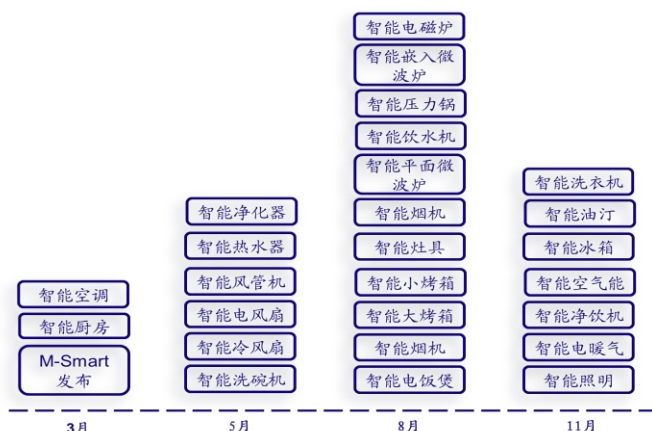 智能空调
智能厨房
M-Smart
发布
3月
智能净化器
智能热水器
智能风管机
智能电风扇
智能冷风扇
智能洗碗机
5月
智能电磁炉
智能嵌入微
波炉
智能压力锅
智能饮水机
智能平面微
波炉
智能烟机
智能灶具
智能小烤箱
智能大烤箱
智能烟机
智能电饭煲
8月
智能洗衣机
智能油汀
智能冰箱
智能空气能
智能净饮机
智能电暖气
智能照明
11月